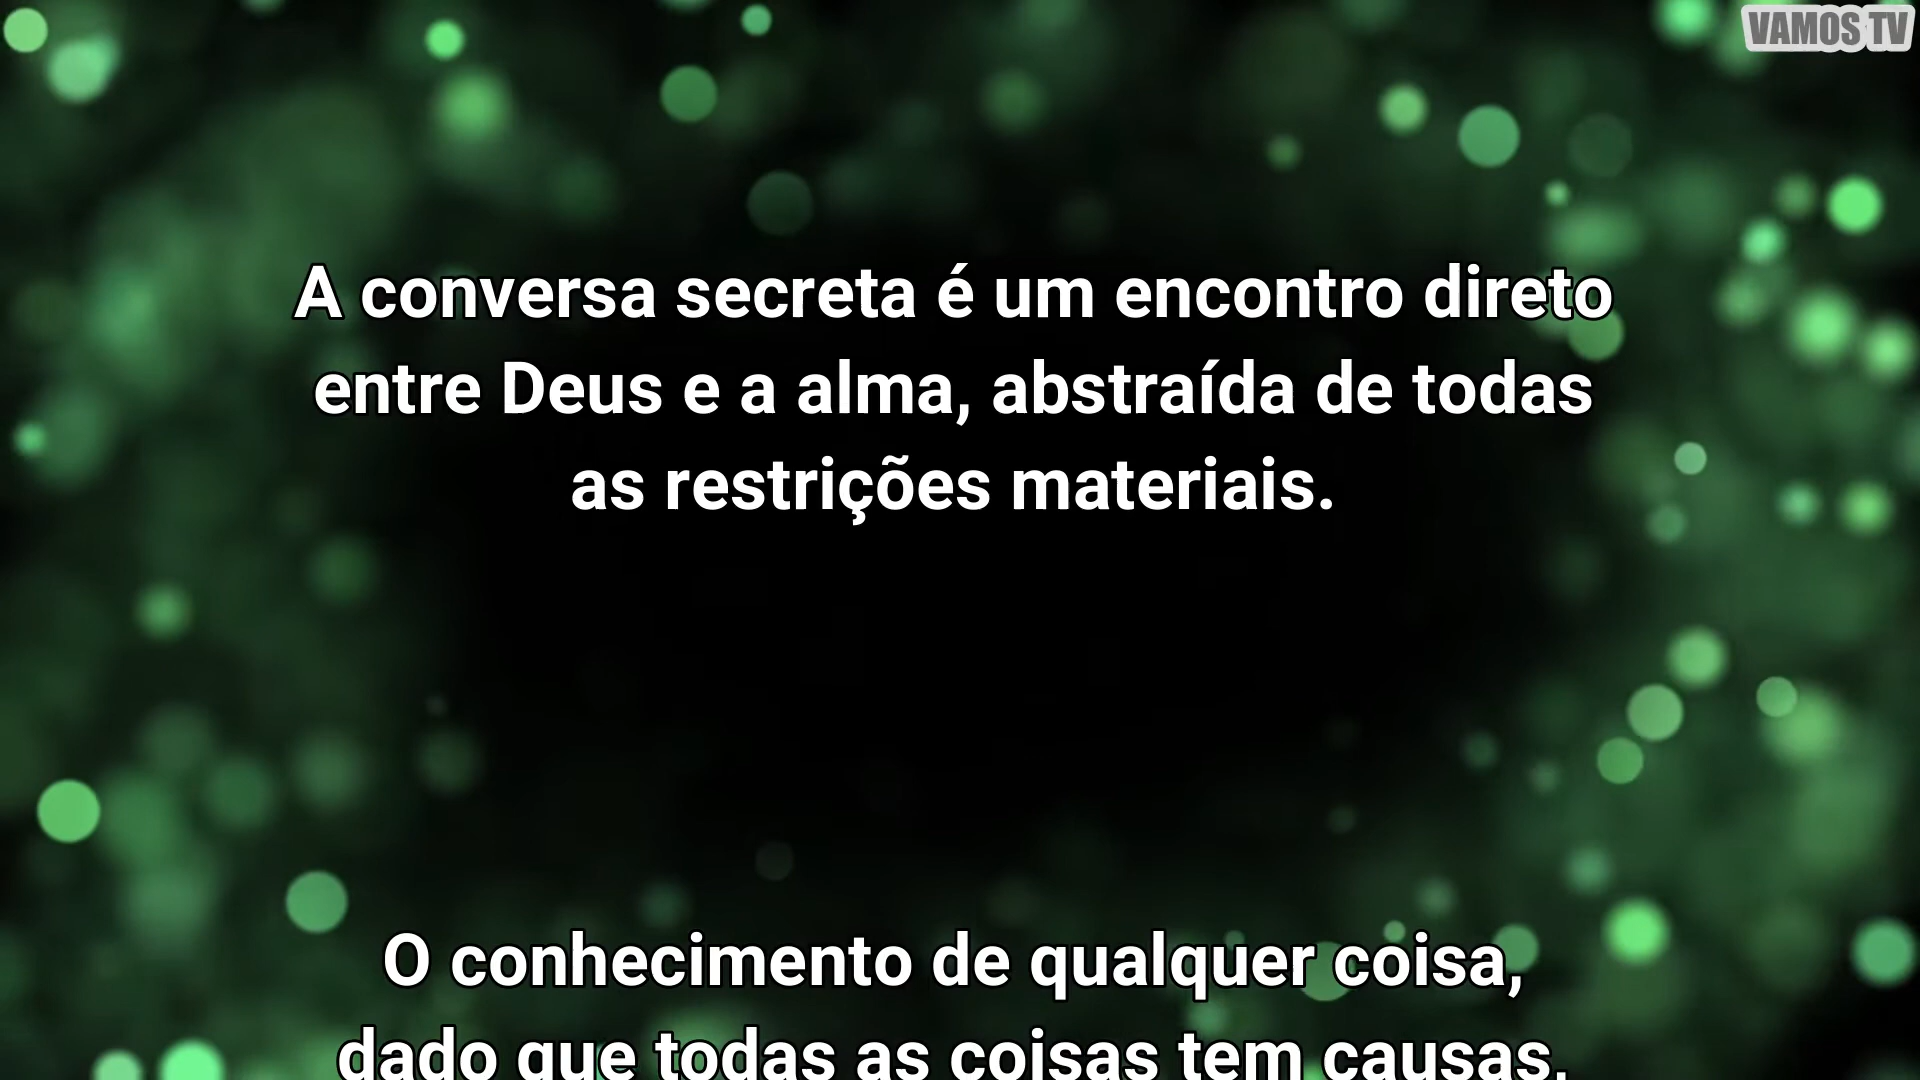 VAMOS TV
A conversa secreta é um encontro direto
entre Deus e a alma, abstraída de todas
as restrições materiais.
O conhecimento de qualquer coisa,
dado que todas as coisas tem causas,